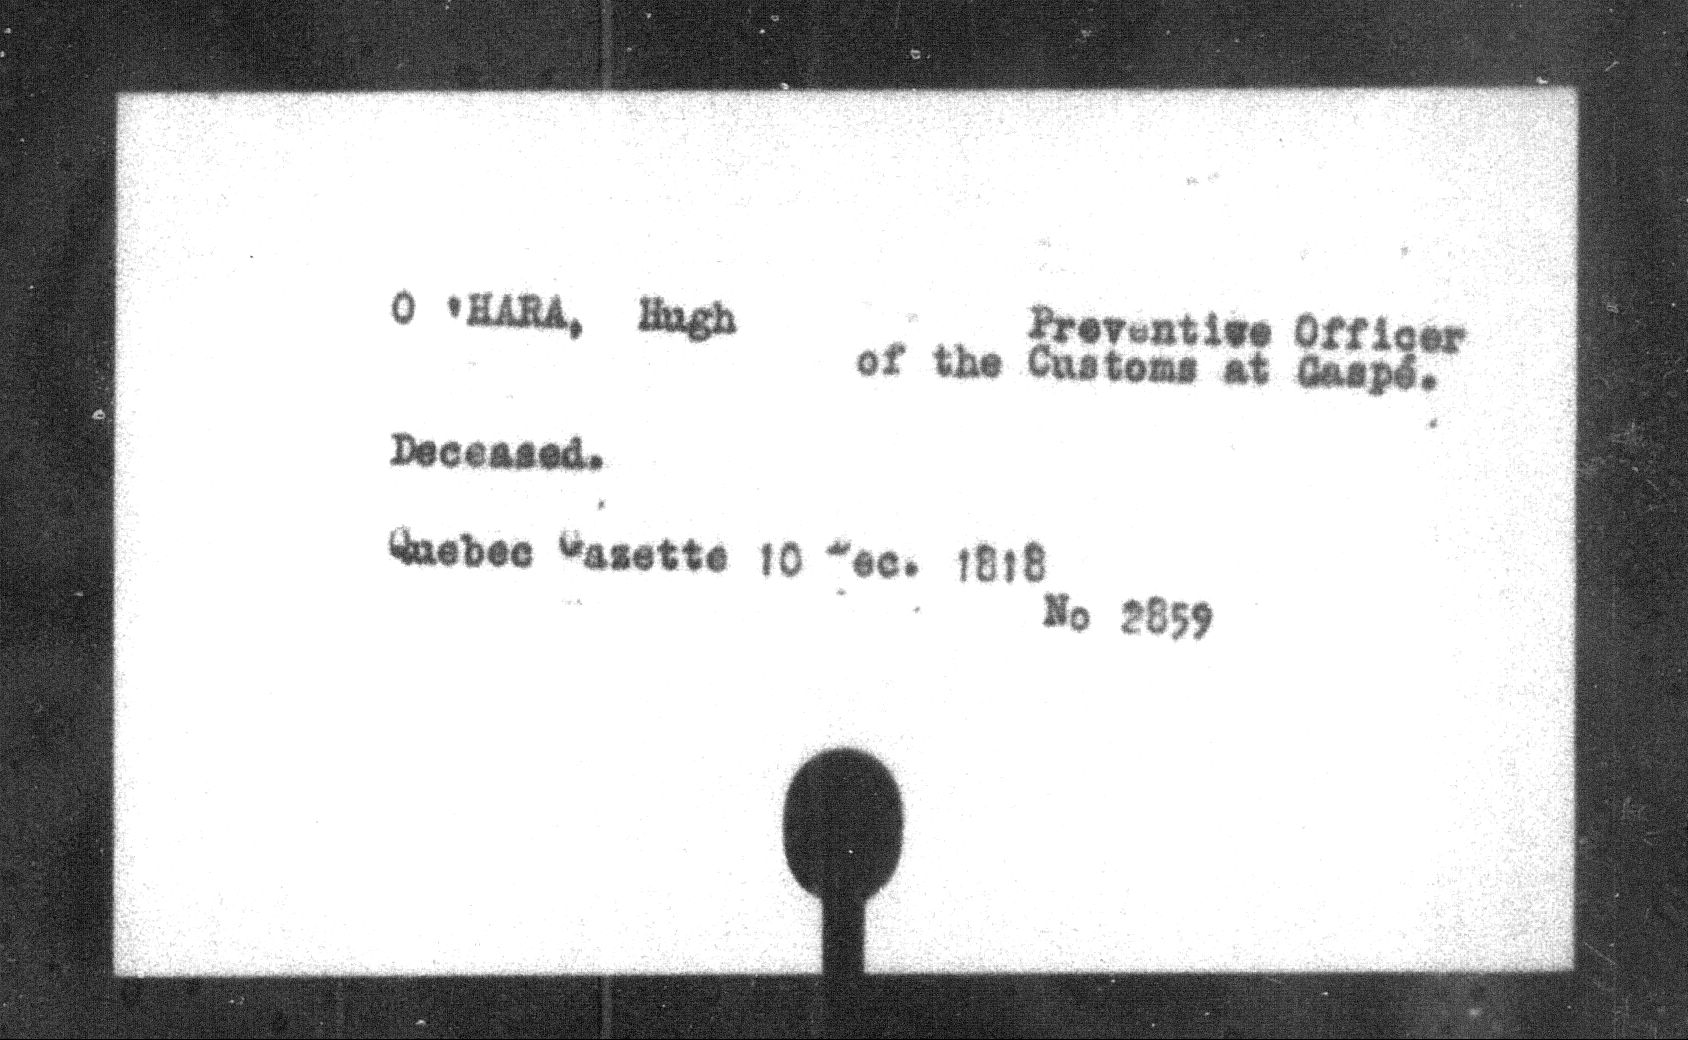 O 'HARA, Hugh Preventive Officer
of the Customs at Gaspé.
Deceased.
Quebec Gazette 10 Dec. 1818
No 2859